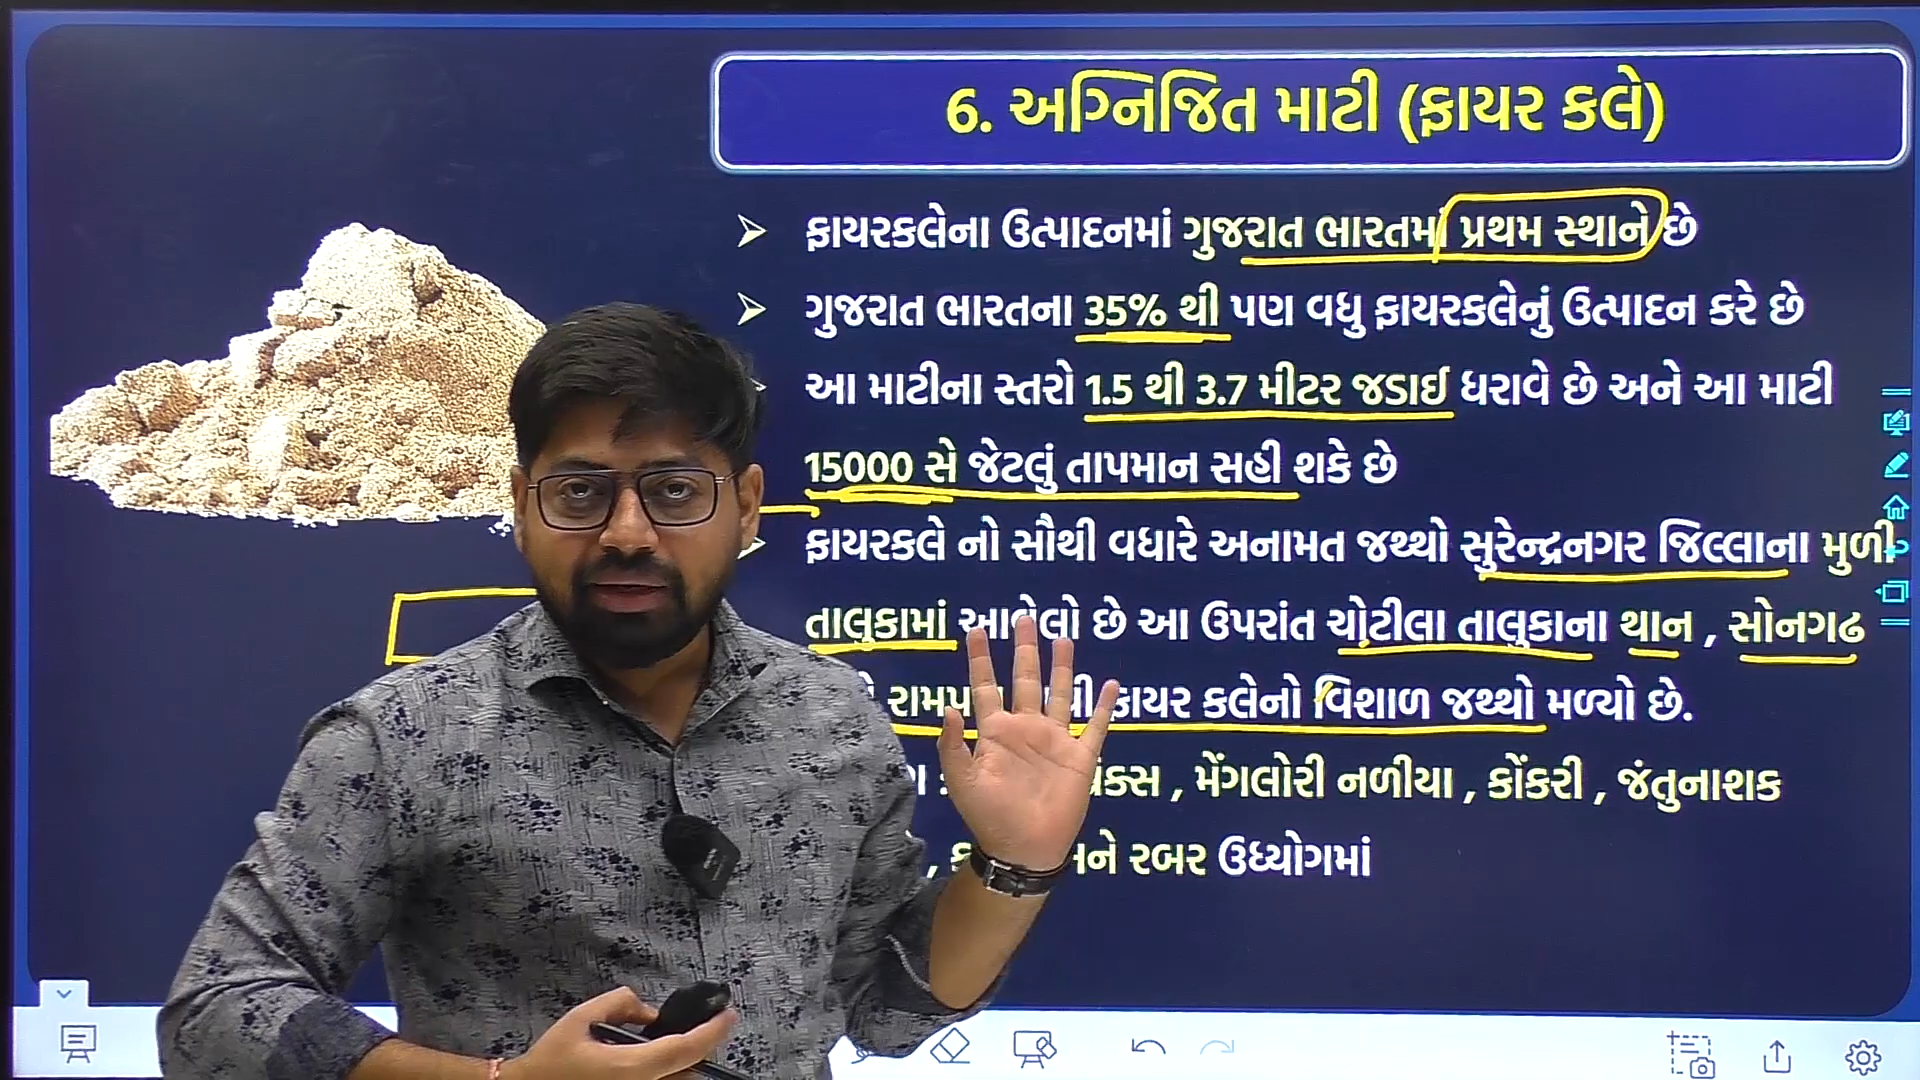 6. અગ્નિજિત માટી (ફાયર કલે)
ફાયરકલેના ઉત્પાદનમાં ગુજરાત ભારતમાં પ્રથમ સ્થાને છે
ગુજરાત ભારતના 35% થી પણ વધુ ફાયરકલેનું ઉત્પાદન કરે છે
આ માટીના સ્તરો 1.5 થી 3.7 મીટર જડાઈ ધરાવે છે અને આ માટી
15000 સે જેટલું તાપમાન સહી શકે છે
ફાયરકલે નો સૌથી વધારે અનામત જથ્થો સુરેન્દ્રનગર જિલ્લાના મુળી
તાલુકામાં આવેલો છે આ ઉપરાંત ચોટીલા તાલુકાના થાન , સોનગઢ
ફાયર કલેનો વિશાળ જથ્થો મળ્યો છે.
, મેંગલોરી નળીયા , કોંકરી , જંતુનાશક
રબર ઉધ્યોગમાં